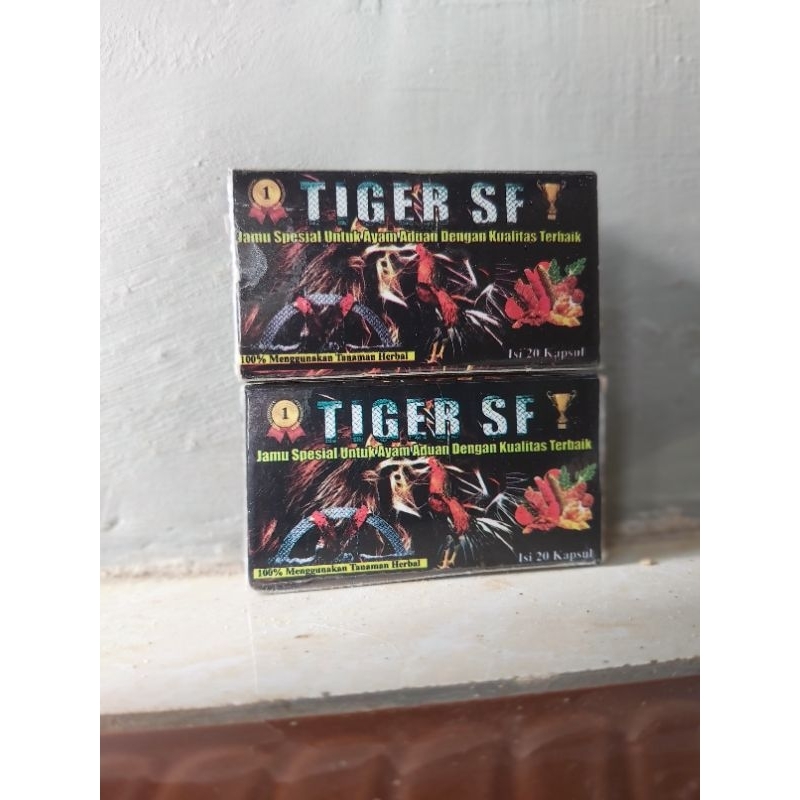 1
TIGER SF
Jamu Spesial Untuk Ayam Aduan Dengan Kualitas Terbaik
100% Menggunakan Tanaman Herbal
Isi 20 Kapsul
1
TIGER SF
Jamu Spesial Untuk Ayam Aduan Dengan Kualitas Terbaik
100% Menggunakan Tanaman Herbal
Isi 20 Kapsul